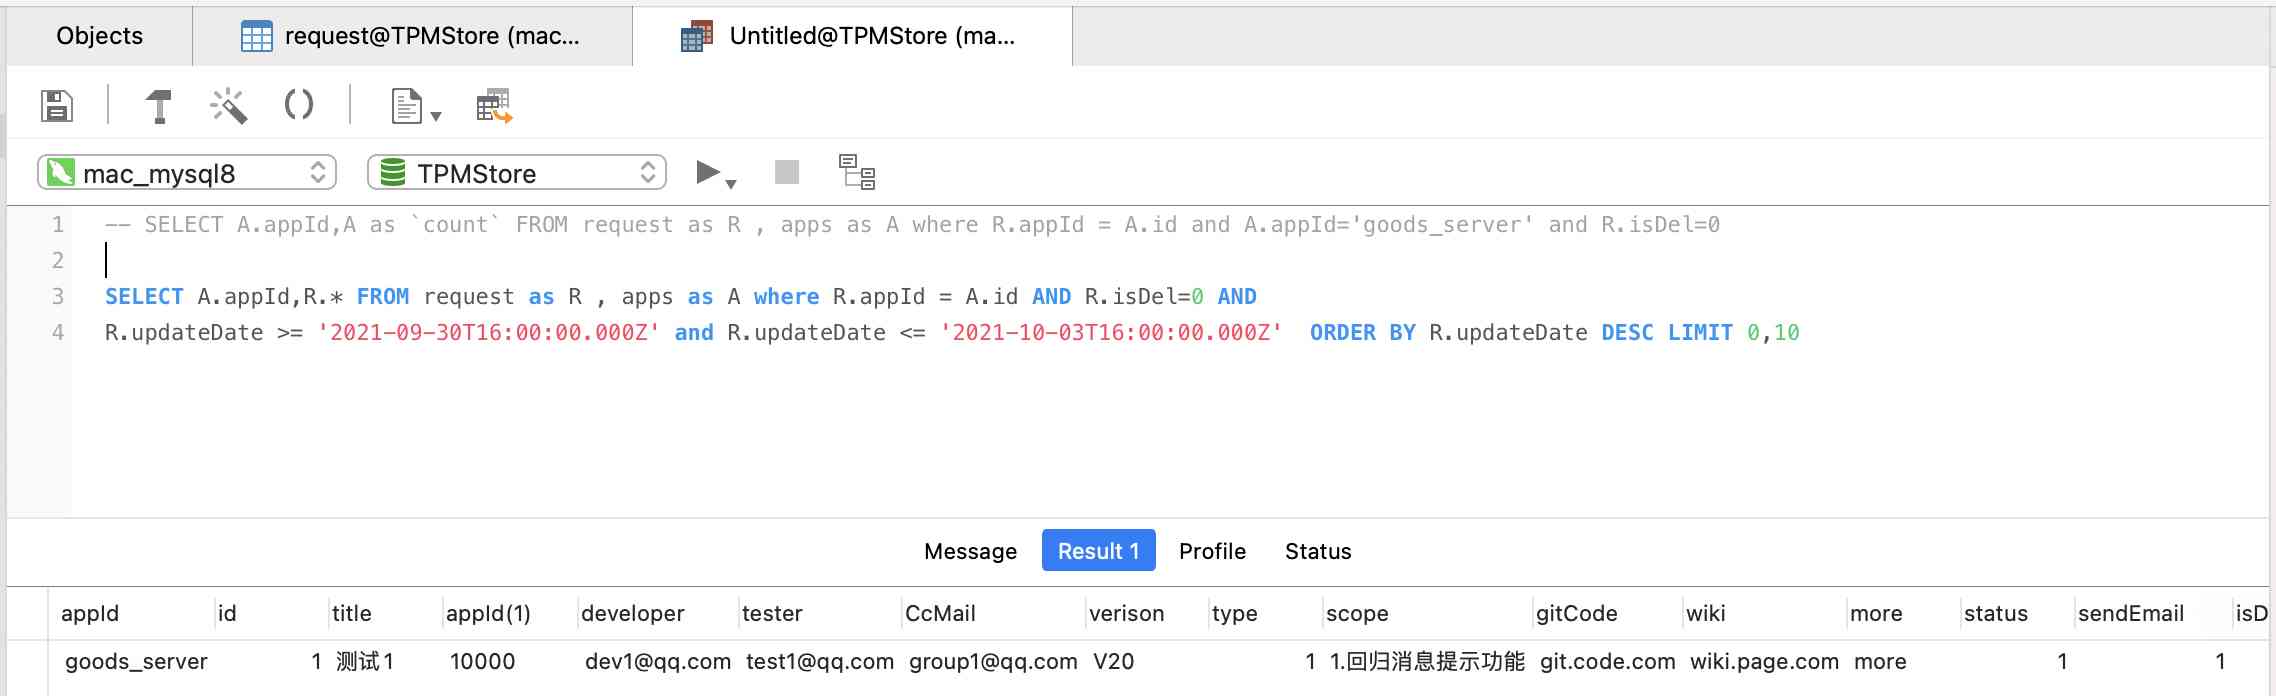 Objects request@TPMStore (mac... Untitled@TPMStore (ma...
mac_mysql8 TPMStore
1 -- SELECT A.appId,A as `count` FROM request as R , apps as A where R.appId = A.id and A.appId='goods_server' and R.isDel=0
2
3 SELECT A.appId,R.* FROM request as R , apps as A where R.appId = A.id AND R.isDel=0 AND
4 R.updateDate >= '2021-09-30T16:00:00.000Z' and R.updateDate <= '2021-10-03T16:00:00.000Z'  ORDER BY R.updateDate DESC LIMIT 0,10
Message Result 1 Profile Status
appId id title appId(1) developer tester CcMail verison type scope gitCode wiki more status sendEmail isD
goods_server 1 测试1 10000 dev1@qq.com test1@qq.com group1@qq.com V20 1 1.回归消息提示功能 git.code.com wiki.page.com more 1 1